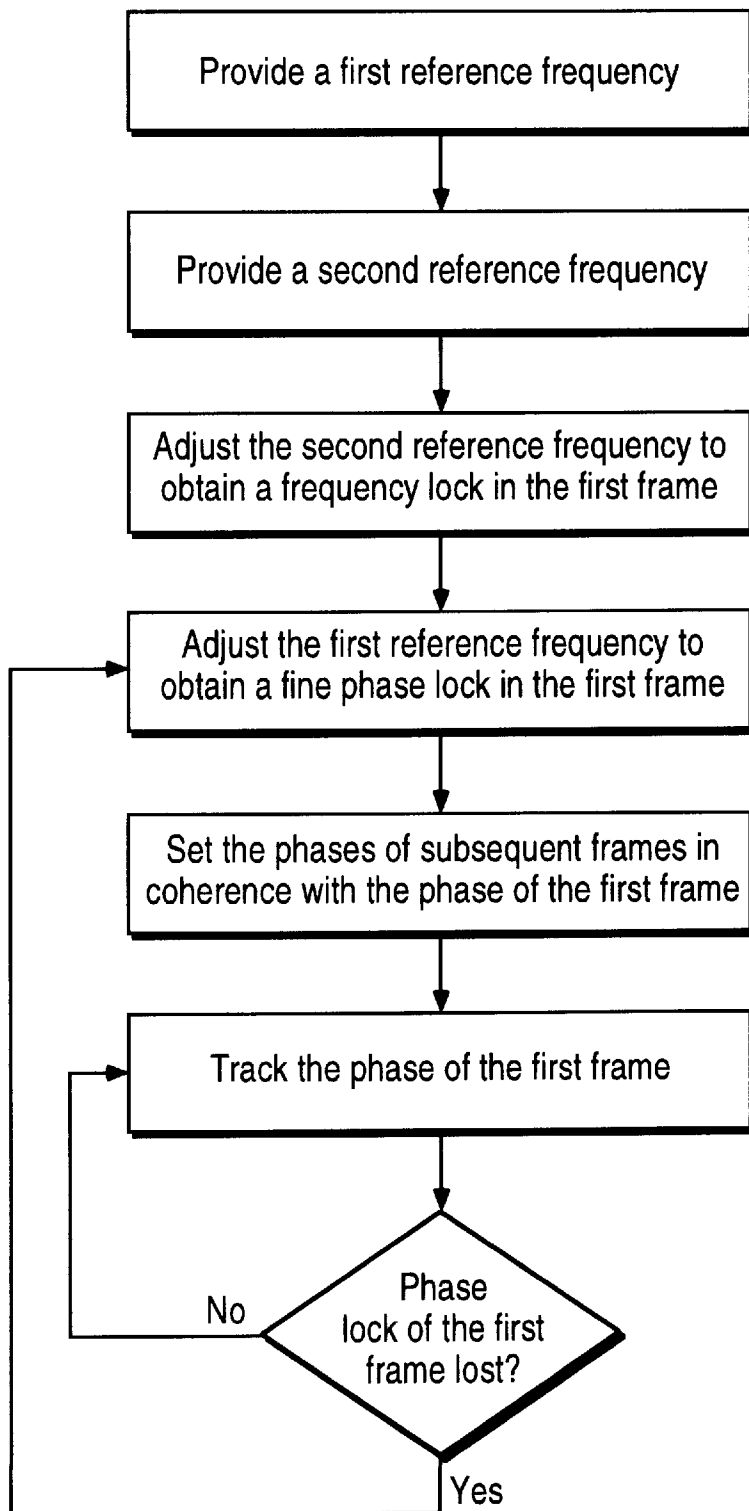 Provide a first reference frequency
Provide a second reference frequency
Adjust the second reference frequency to
obtain a frequency lock in the first frame
Adjust the first reference frequency to
obtain a fine phase lock in the first frame
Set the phases of subsequent frames in
coherence with the phase of the first frame
Track the phase of the first frame
Phase
lock of the first
frame lost?
No
Yes